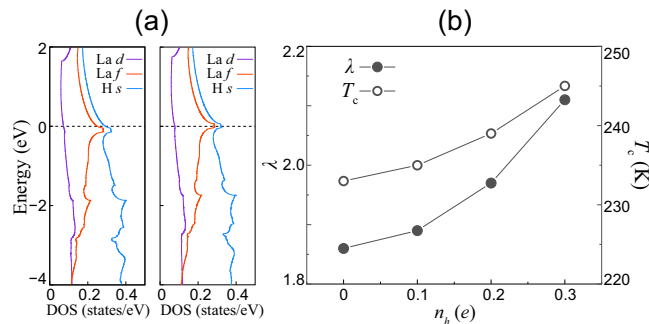 (a)
(b)
2
0
−2
−4
Energy (eV)
La d
La f
H s
La d
La f
H s
0 0.2 0.4
0 0.2 0.4
DOS (states/eV)
DOS (states/eV)
2.2
2.0
1.8
λ
λ
Tc
250
240
230
220
Tc (K)
0 0.1 0.2 0.3
nh (e)